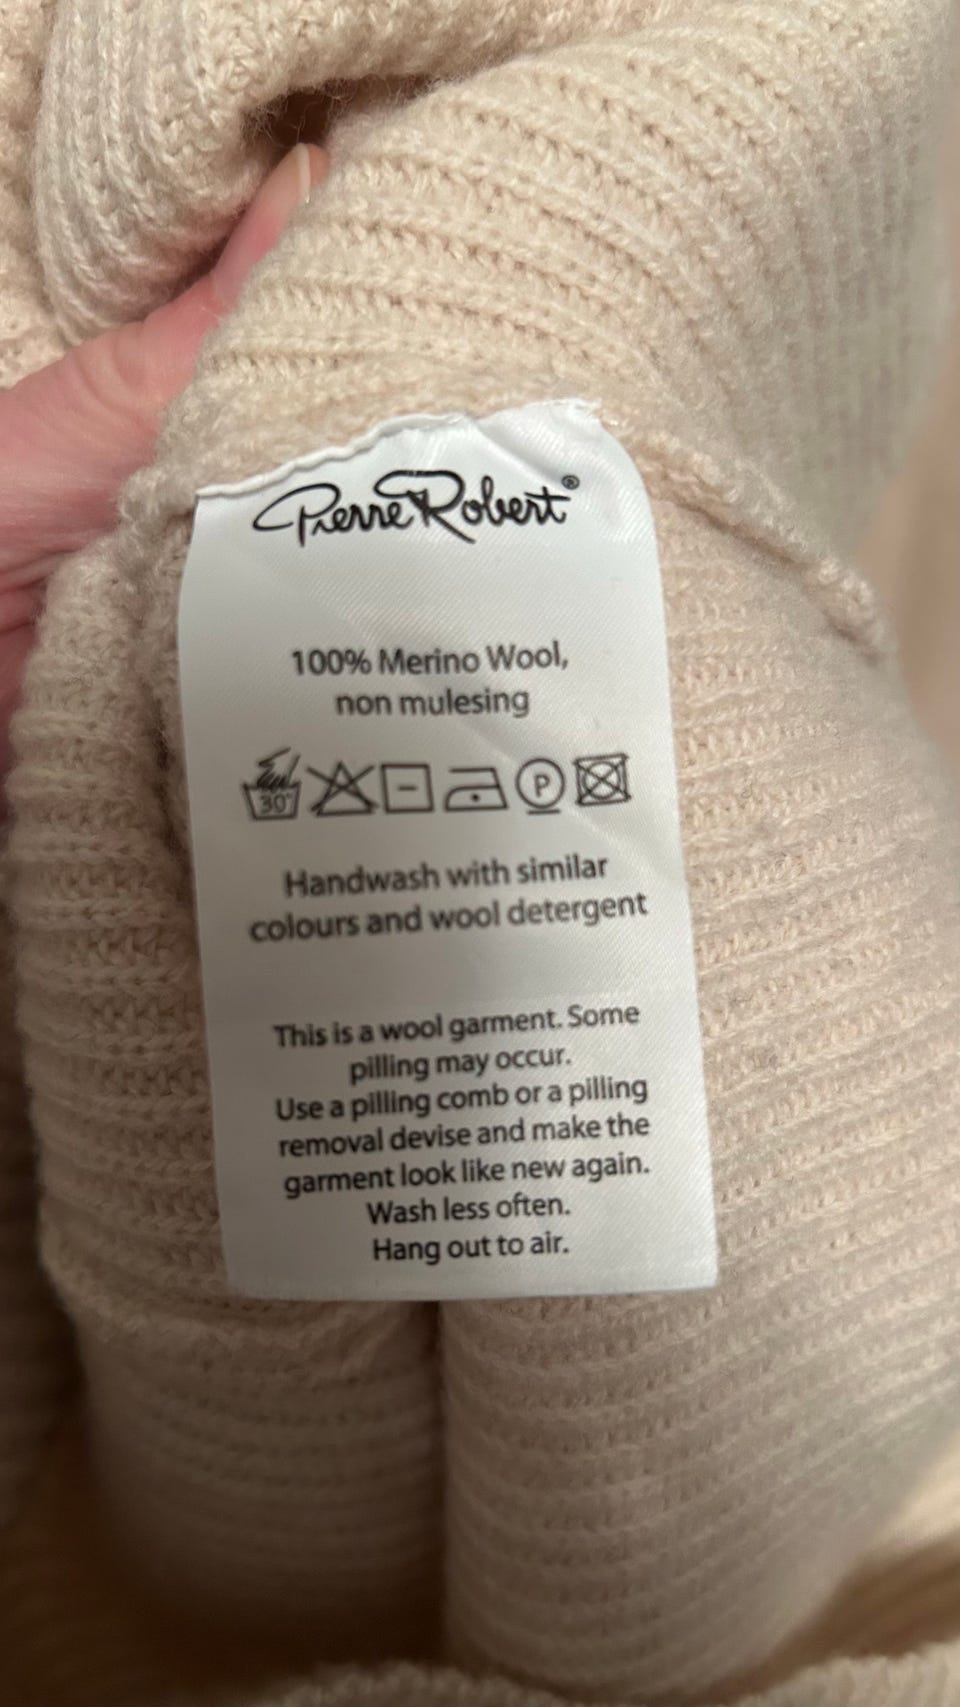 Pierre Robert®
100% Merino Wool,
non mulesing
30° P
Handwash with similar
colours and wool detergent
This is a wool garment. Some
pilling may occur.
Use a pilling comb or a pilling
removal devise and make the
garment look like new again.
Wash less often.
Hang out to air.